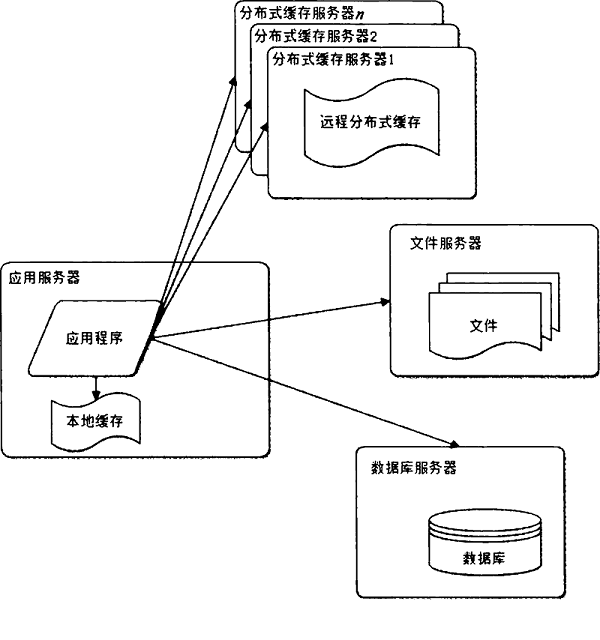 分布式缓存服务器n
分布式缓存服务器2
分布式缓存服务器1
远程分布式缓存
文件服务器
文件
应用服务器
应用程序
本地缓存
数据库服务器
数据库